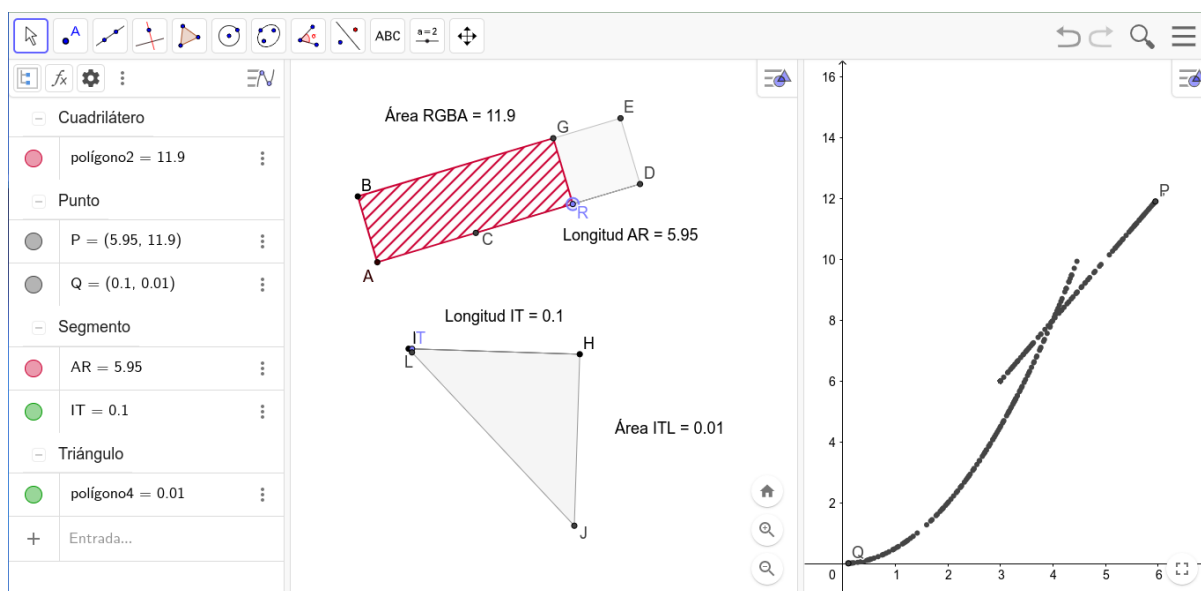 A
ABC
a=2
fx
Cuadrilátero
polígono2 = 11.9
Punto
P = (5.95, 11.9)
Q = (0.1, 0.01)
Segmento
AR = 5.95
IT = 0.1
Triángulo
polígono4 = 0.01
+ Entrada...
Área RGBA = 11.9
E
G
D
B
R
C
Longitud AR = 5.95
A
Longitud IT = 0.1
IT
H
L
Área ITL = 0.01
J
16
14
12
10
8
6
4
2
0 1 2 3 4 5 6
P
Q